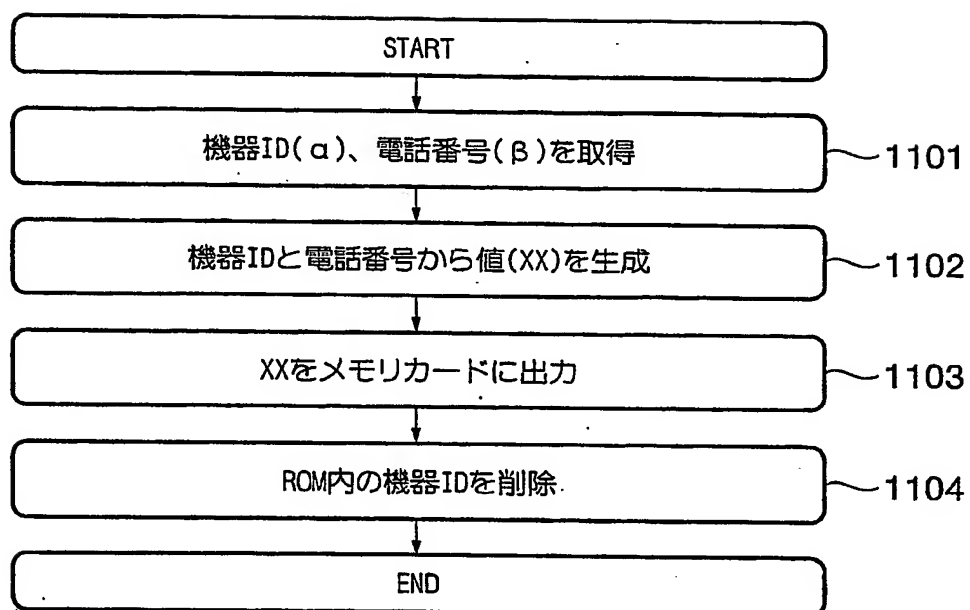 START
機器ID(α)、電話番号(β)を取得
1101
機器IDと電話番号から値(XX)を生成
1102
XXをメモリカードに出力
1103
ROM内の機器IDを削除
1104
END